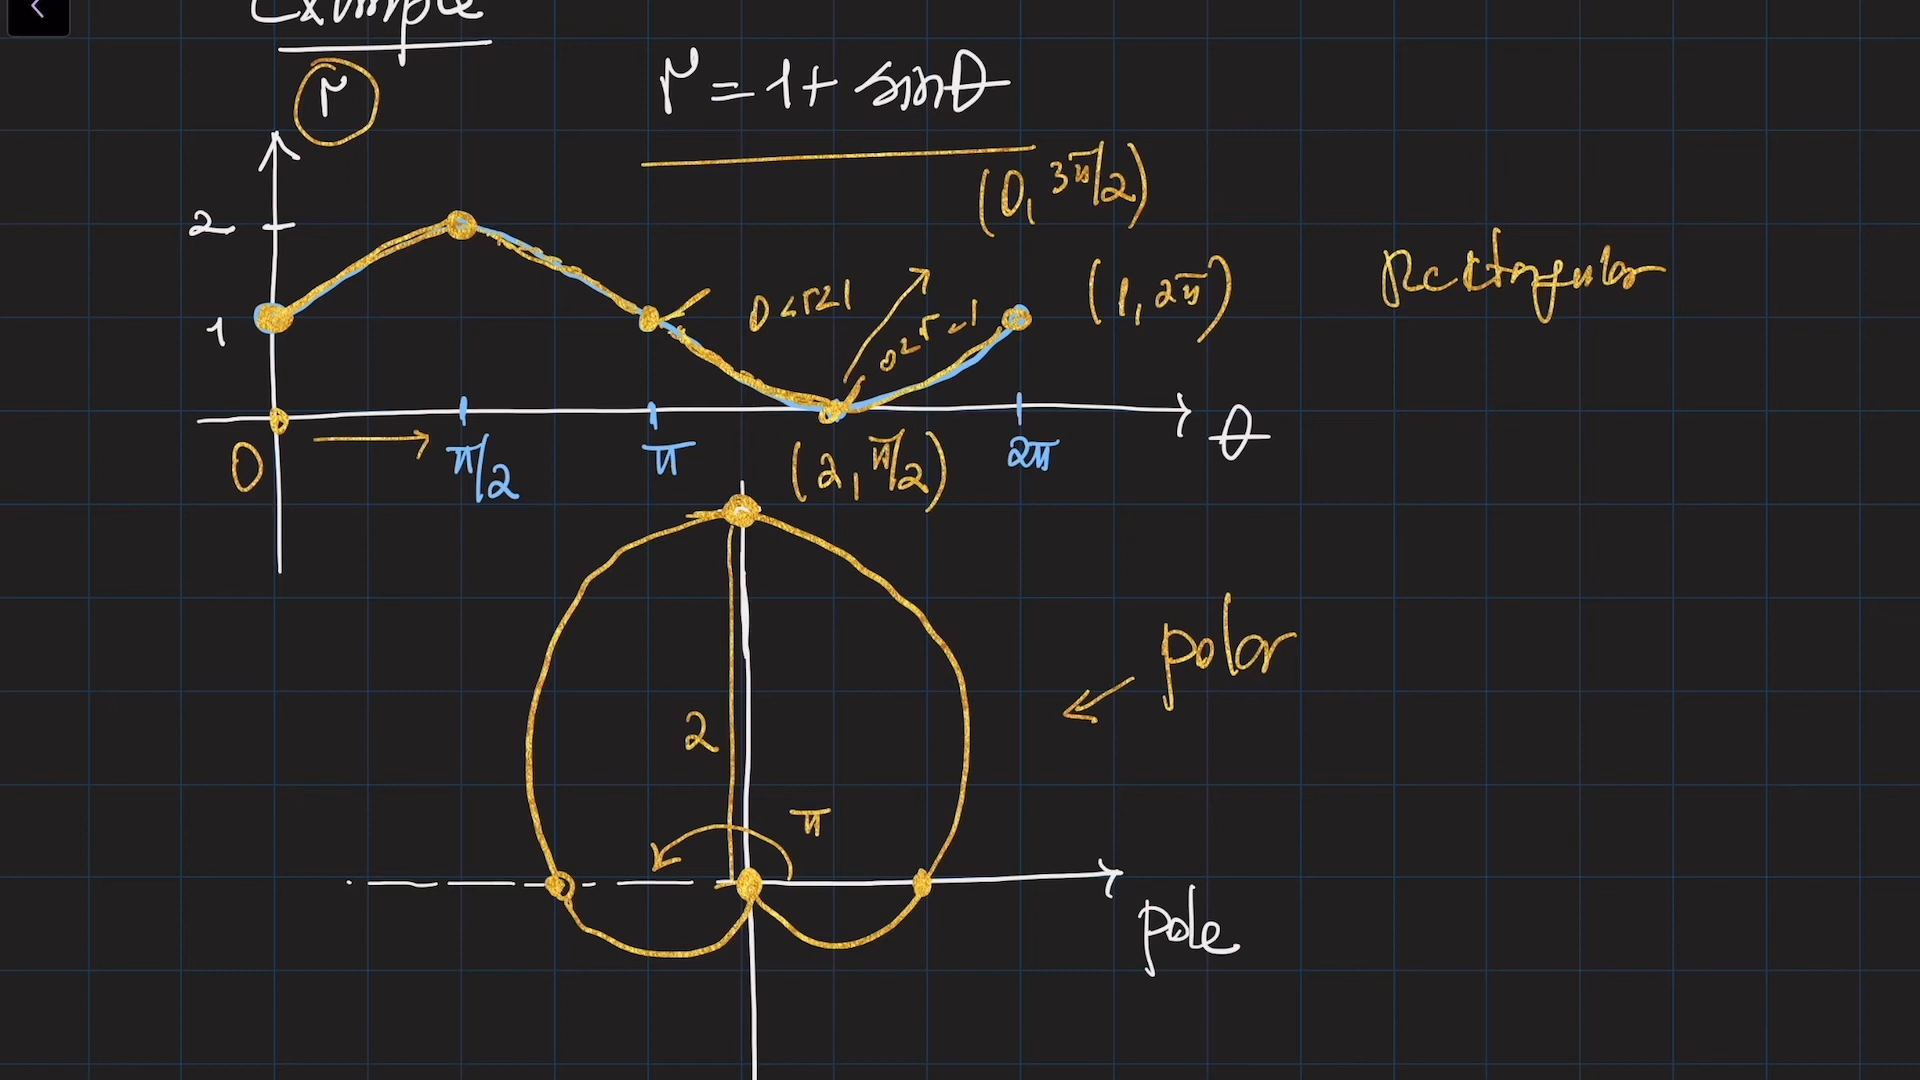 Example
r
r = 1 + sinθ
(0, 3π/2)
2
Rectangular
(1, 2π)
0<r<1
0<r<1
1
θ
0
π/2
π
(2, π/2)
2π
polar
2
π
pole